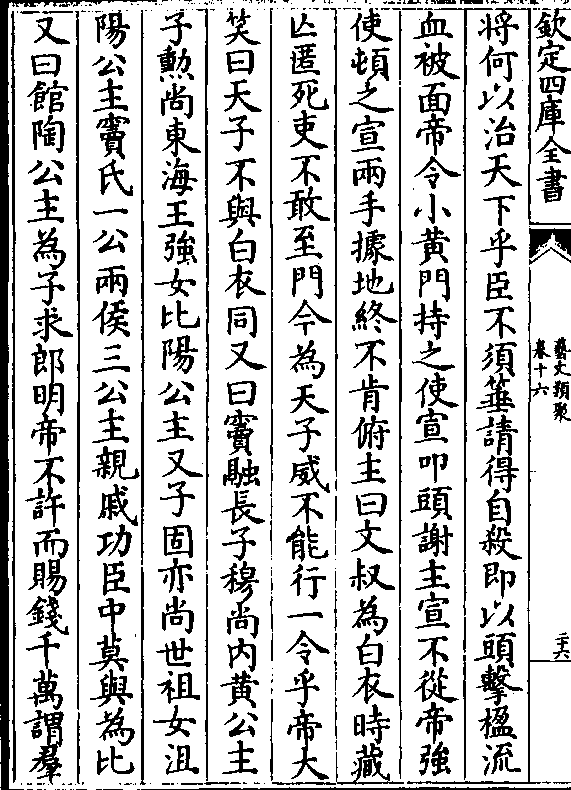 欽定四庫全書
藝文類聚
卷十六
二十六
將何以治天下乎臣不須箠請得自殺即以頭擊楹流
血被面帝令小黃門持之使宣叩頭謝主宣不從帝強
使頓之宣兩手據地終不肯俯主曰文叔為白衣時藏
亡匿死吏不敢至門今為天子威不能行一令乎帝大
笑曰天子不與白衣同又曰竇融長子穆尚内黃公主
子勲尚東海王強女比陽公主又子固亦尚世祖女沮
陽公主竇氏一公兩侯三公主親戚功臣中莫與為比
又曰館陶公主為子求郎明帝不許而賜錢千萬謂羣